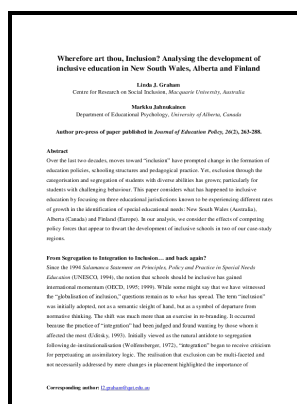 Wherefore art thou, Inclusion? Analysing the development of
inclusive education in New South Wales, Alberta and Finland
Linda J. Graham
Centre for Research on Social Inclusion, Macquarie University, Australia
Markku Jahnukainen
Department of Educational Psychology, University of Alberta, Canada
Author pre-press of paper published in Journal of Education Policy, 26(2), 263-288.
Abstract
Over the last two decades, moves toward "inclusion" have prompted change in the formation of
education policies, schooling structures and pedagogical practice. Yet, exclusion through the
categorisation and segregation of students with diverse abilities has grown; particularly for
students with challenging behaviour. This paper considers what has happened to inclusive
education by focusing on three educational jurisdictions known to be experiencing different rates
of growth in the identification of special educational needs: New South Wales (Australia),
Alberta (Canada) and Finland (Europe). In our analysis, we consider the effects of competing
policy forces that appear to thwart the development of inclusive schools in two of our case-study
regions.
From Segregation to Integration to Inclusion… and back again?
Since the 1994 Salamanca Statement on Principles, Policy and Practice in Special Needs
Education (UNESCO, 1994), the notion that schools should be inclusive has gained
international momentum (OECD, 1995; 1999). While some might say that we have witnessed
the "globalisation of inclusion," questions remain as to what has spread. The term "inclusion"
was initially adopted, not as a semantic sleight of hand, but as a symbol of departure from
normative thinking. The shift was much more than an exercise in re-branding. It occurred
because the practice of "integration" had been judged and found wanting by those whom it
affected the most (Uditsky, 1993). Initially viewed as the natural antidote to segregation
following de-institutionalisation (Wolfensberger, 1972), "integration" began to receive criticism
for perpetuating an assimilatory logic. The realisation that exclusion can be multi-faceted and
not necessarily addressed by mere changes in placement highlighted the importance of
Corresponding author: l2.graham@qut.edu.au